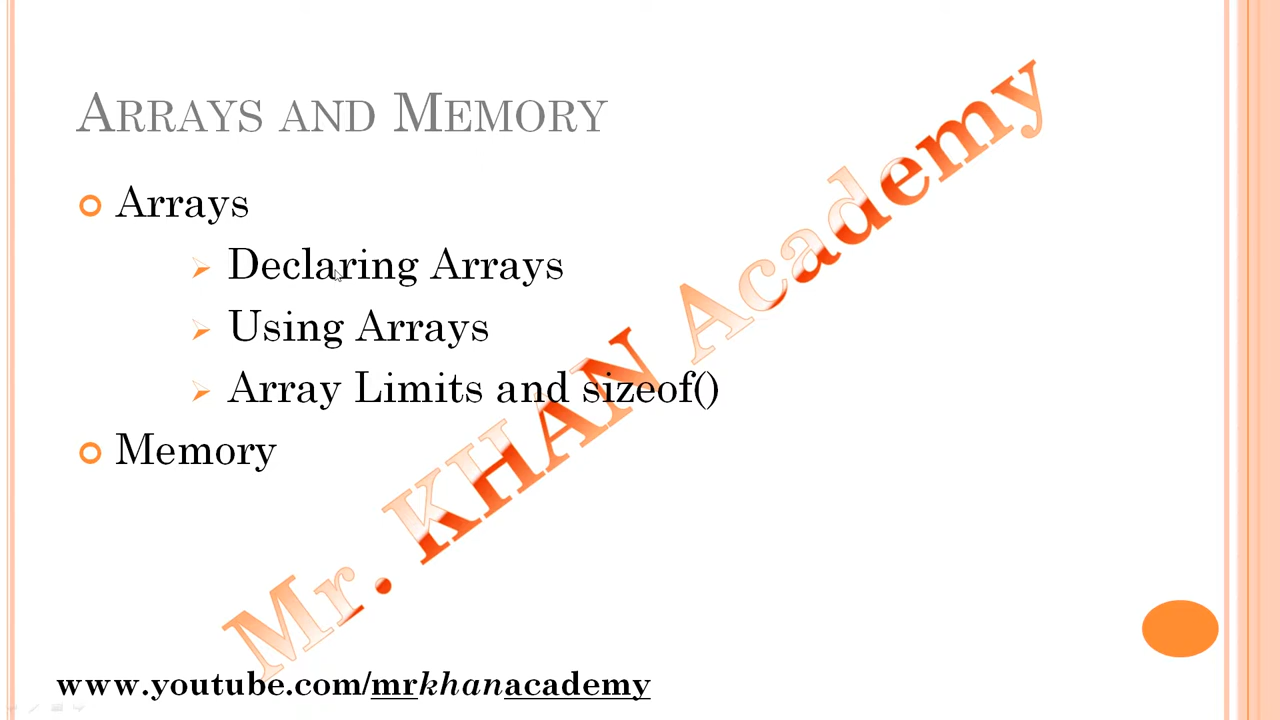 Arrays and Memory
Arrays
Declaring Arrays
Using Arrays
Array Limits and sizeof()
Memory
Mr. KHAN Academy
www.youtube.com/mrkhanacademy